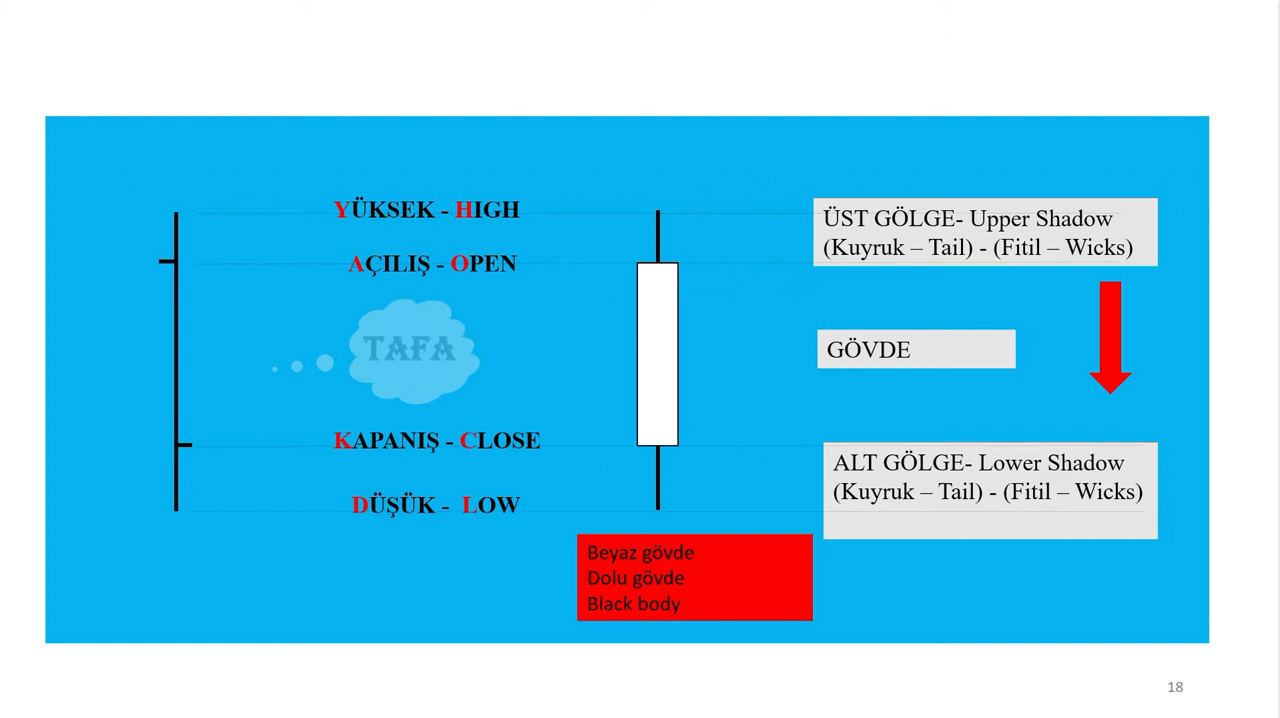 YÜKSEK - HIGH
AÇILIŞ - OPEN
TAFA
KAPANIŞ - CLOSE
DÜŞÜK - LOW
ÜST GÖLGE- Upper Shadow
(Kuyruk – Tail) - (Fitil – Wicks)
GÖVDE
ALT GÖLGE- Lower Shadow
(Kuyruk – Tail) - (Fitil – Wicks)
Beyaz gövde
Dolu gövde
Black body
18